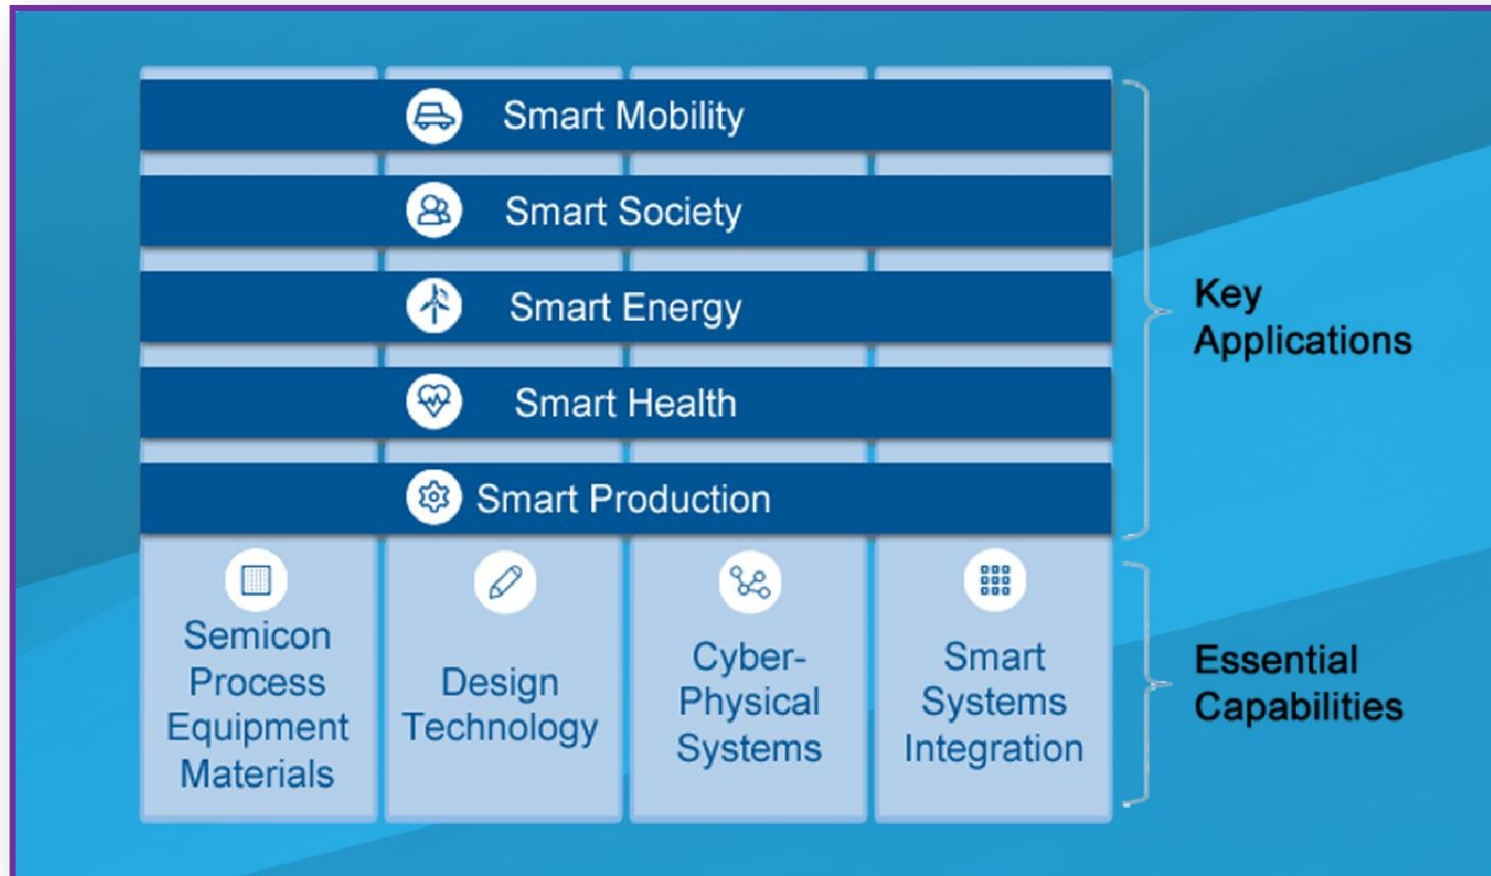 Smart Mobility
Smart Society
Smart Energy
Smart Health
Smart Production
Key
Applications
Semicon
Process
Equipment
Materials
Design
Technology
Cyber-
Physical
Systems
Smart
Systems
Integration
Essential
Capabilities